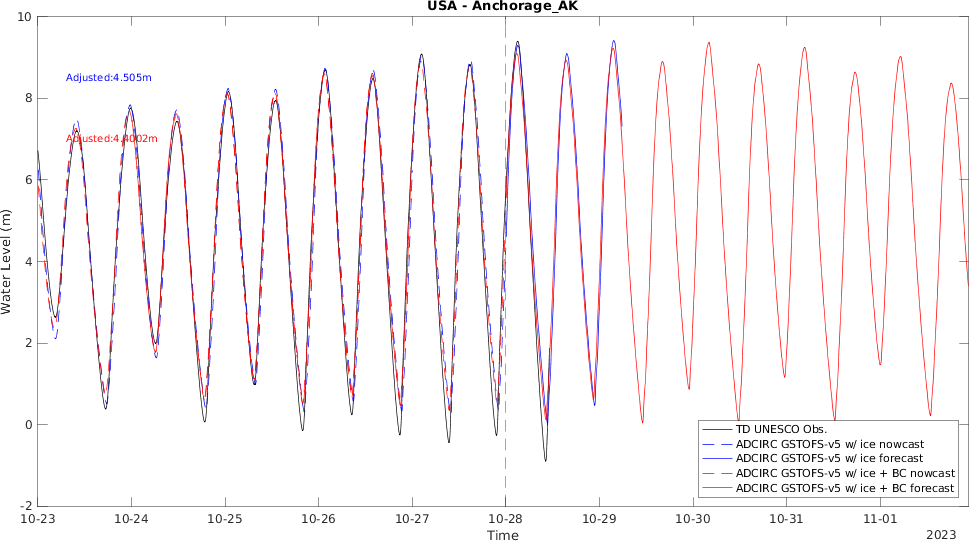 USA - Anchorage_AK
10
8
6
4
2
0
-2
Water Level (m)
Adjusted:4.505m
Adjusted:4.4002m
TD UNESCO Obs.
ADCIRC GSTOFS-v5 w/ ice nowcast
ADCIRC GSTOFS-v5 w/ ice forecast
ADCIRC GSTOFS-v5 w/ ice + BC nowcast
ADCIRC GSTOFS-v5 w/ ice + BC forecast
10-23 10-24 10-25 10-26 10-27 10-28 10-29 10-30 10-31 11-01
Time
2023